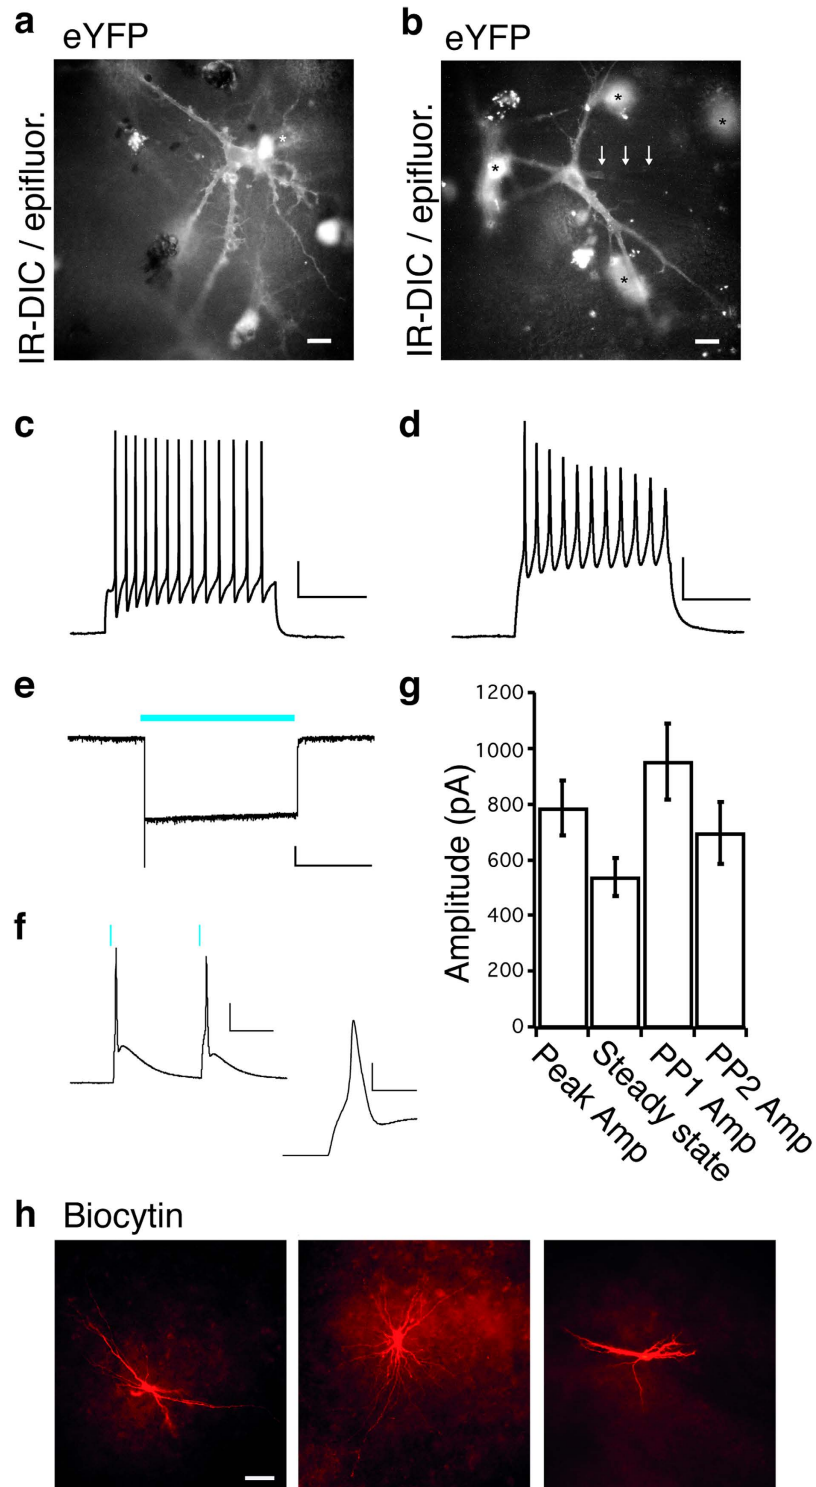 a
eYFP
IR-DIC / epifluor.
*
b
eYFP
IR-DIC / epifluor.
*
*
*
*
c
d
e
f
g
Amplitude (pA)
1200
1000
800
600
400
200
0
Peak Amp
Steady state
PP1 Amp
PP2 Amp
h
Biocytin